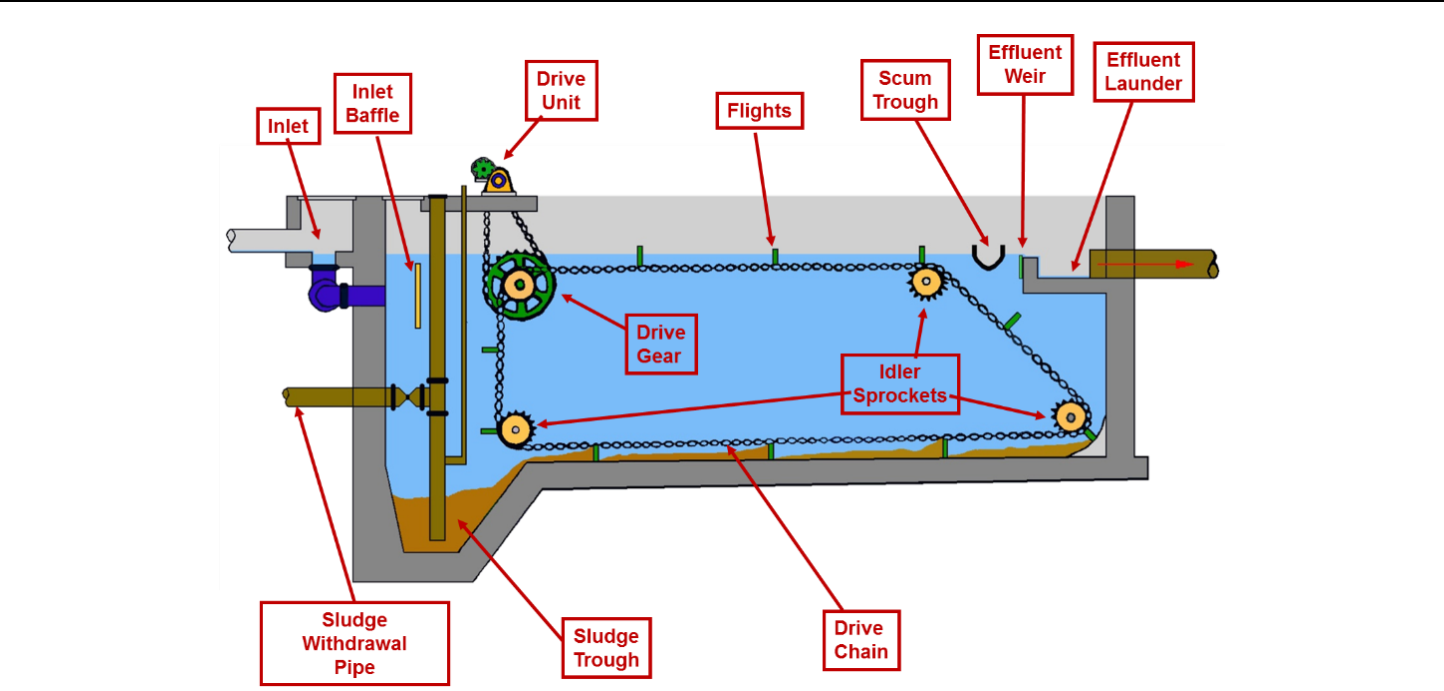 Inlet
Inlet
Baffle
Drive
Unit
Flights
Scum
Trough
Effluent
Weir
Effluent
Launder
Drive
Gear
Idler
Sprockets
Sludge
Withdrawal
Pipe
Sludge
Trough
Drive
Chain